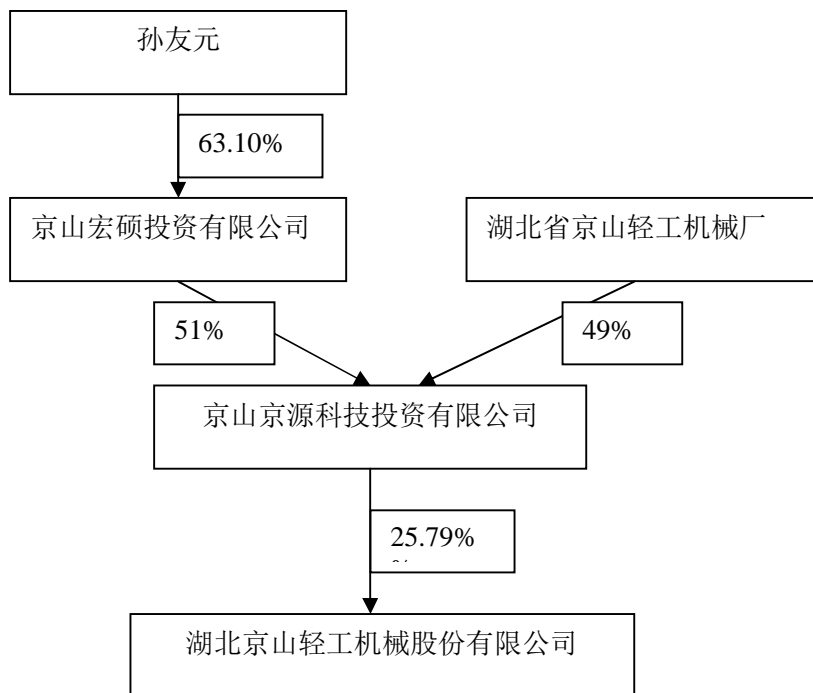 孙友元
63.10%
京山宏硕投资有限公司
湖北省京山轻工机械厂
51%
49%
京山京源科技投资有限公司
25.79%
湖北京山轻工机械股份有限公司